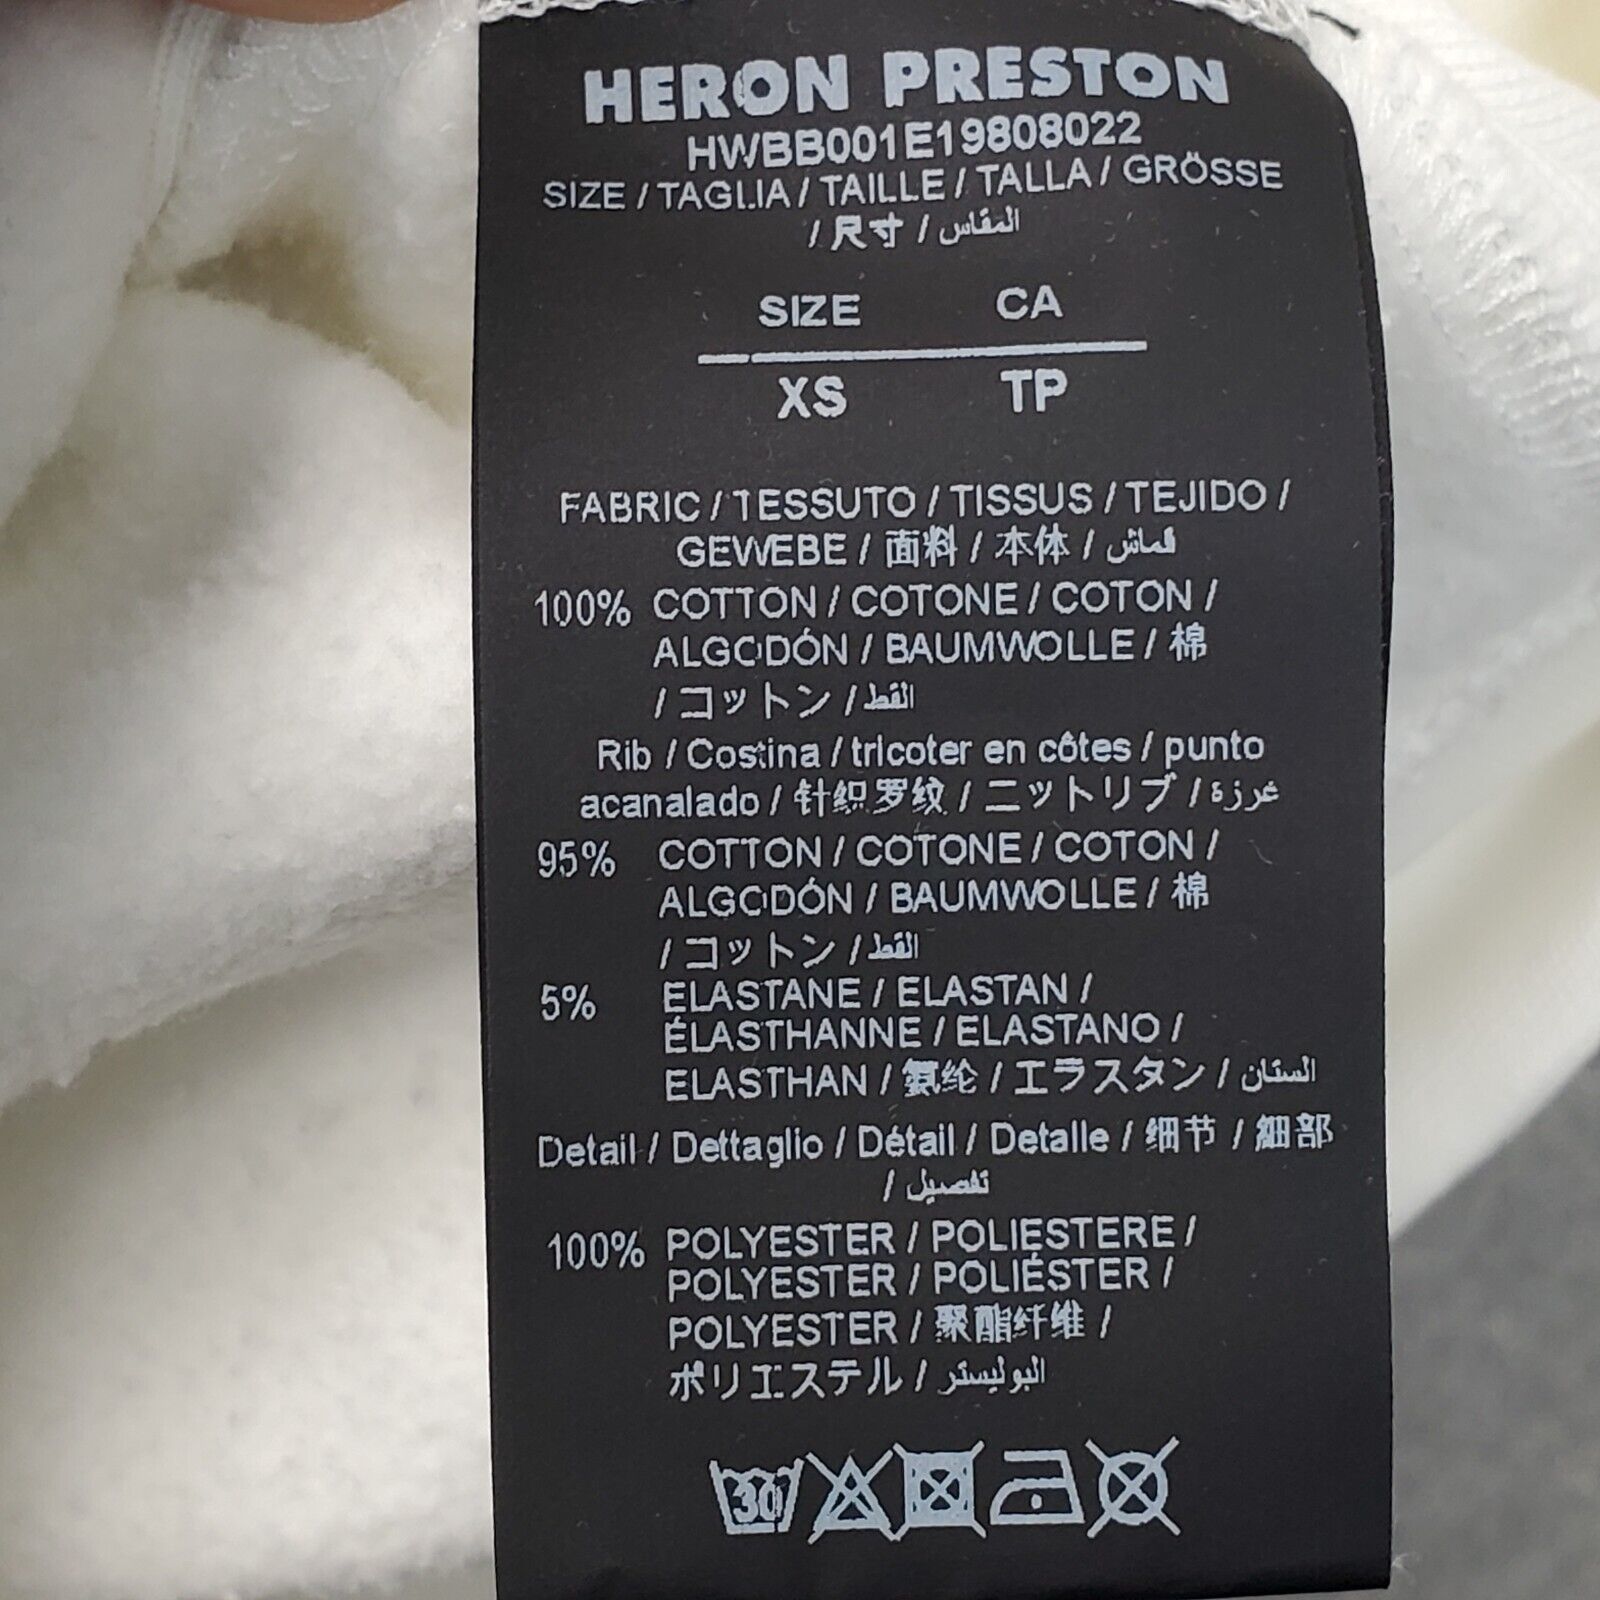 HERON PRESTON
HWBB001E19808022
SIZE / TAGLIA / TAILLE / TALLA / GRÖSSE
/ 尺寸 / المقاس
SIZE CA
XS TP
FABRIC / TESSUTO / TISSUS / TEJIDO /
GEWEBE / 面料 / 本体 / قماش
100% COTTON / COTONE / COTON /
ALGODÓN / BAUMWOLLE / 棉
/ コットン / القط
Rib / Costina / tricoter en côtes / punto
acanalado / 针织罗纹 / ニットリブ / غرزة
95% COTTON / COTONE / COTON /
ALGODÓN / BAUMWOLLE / 棉
/ コットン / القط
5% ELASTANE / ELASTAN /
ÉLASTHANNE / ELASTANO /
ELASTHAN / 氨纶 / エラスタン / الستان
Detail / Dettaglio / Détail / Detalle / 细节 / 細部
/ تفصيل
100% POLYESTER / POLIESTERE /
POLYESTER / POLIÉSTER /
POLYESTER / 聚酯纤维 /
ポリエステル / البوليستر
30